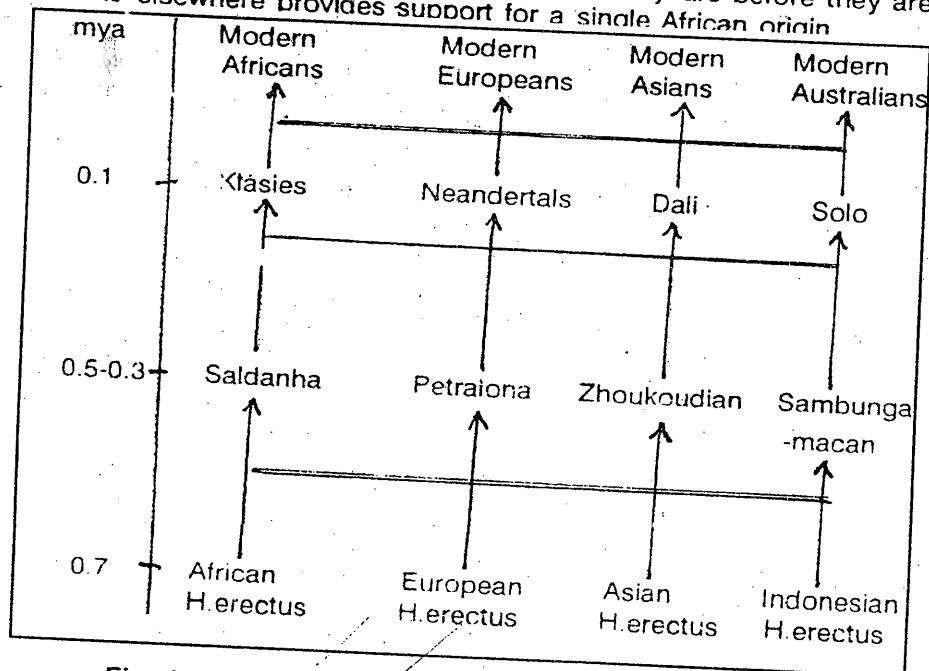 elsewhere provides support for a single African origin
mya
Modern Africans
Modern Europeans
Modern Asians
Modern Australians
0.1
Klasies
Neandertals
Dali
Solo
0.5-0.3
Saldanha
Petralona
Zhoukoudian
Sambunga
-macan
0.7
African H.erectus
European H.erectus
Asian H.erectus
Indonesian H.erectus